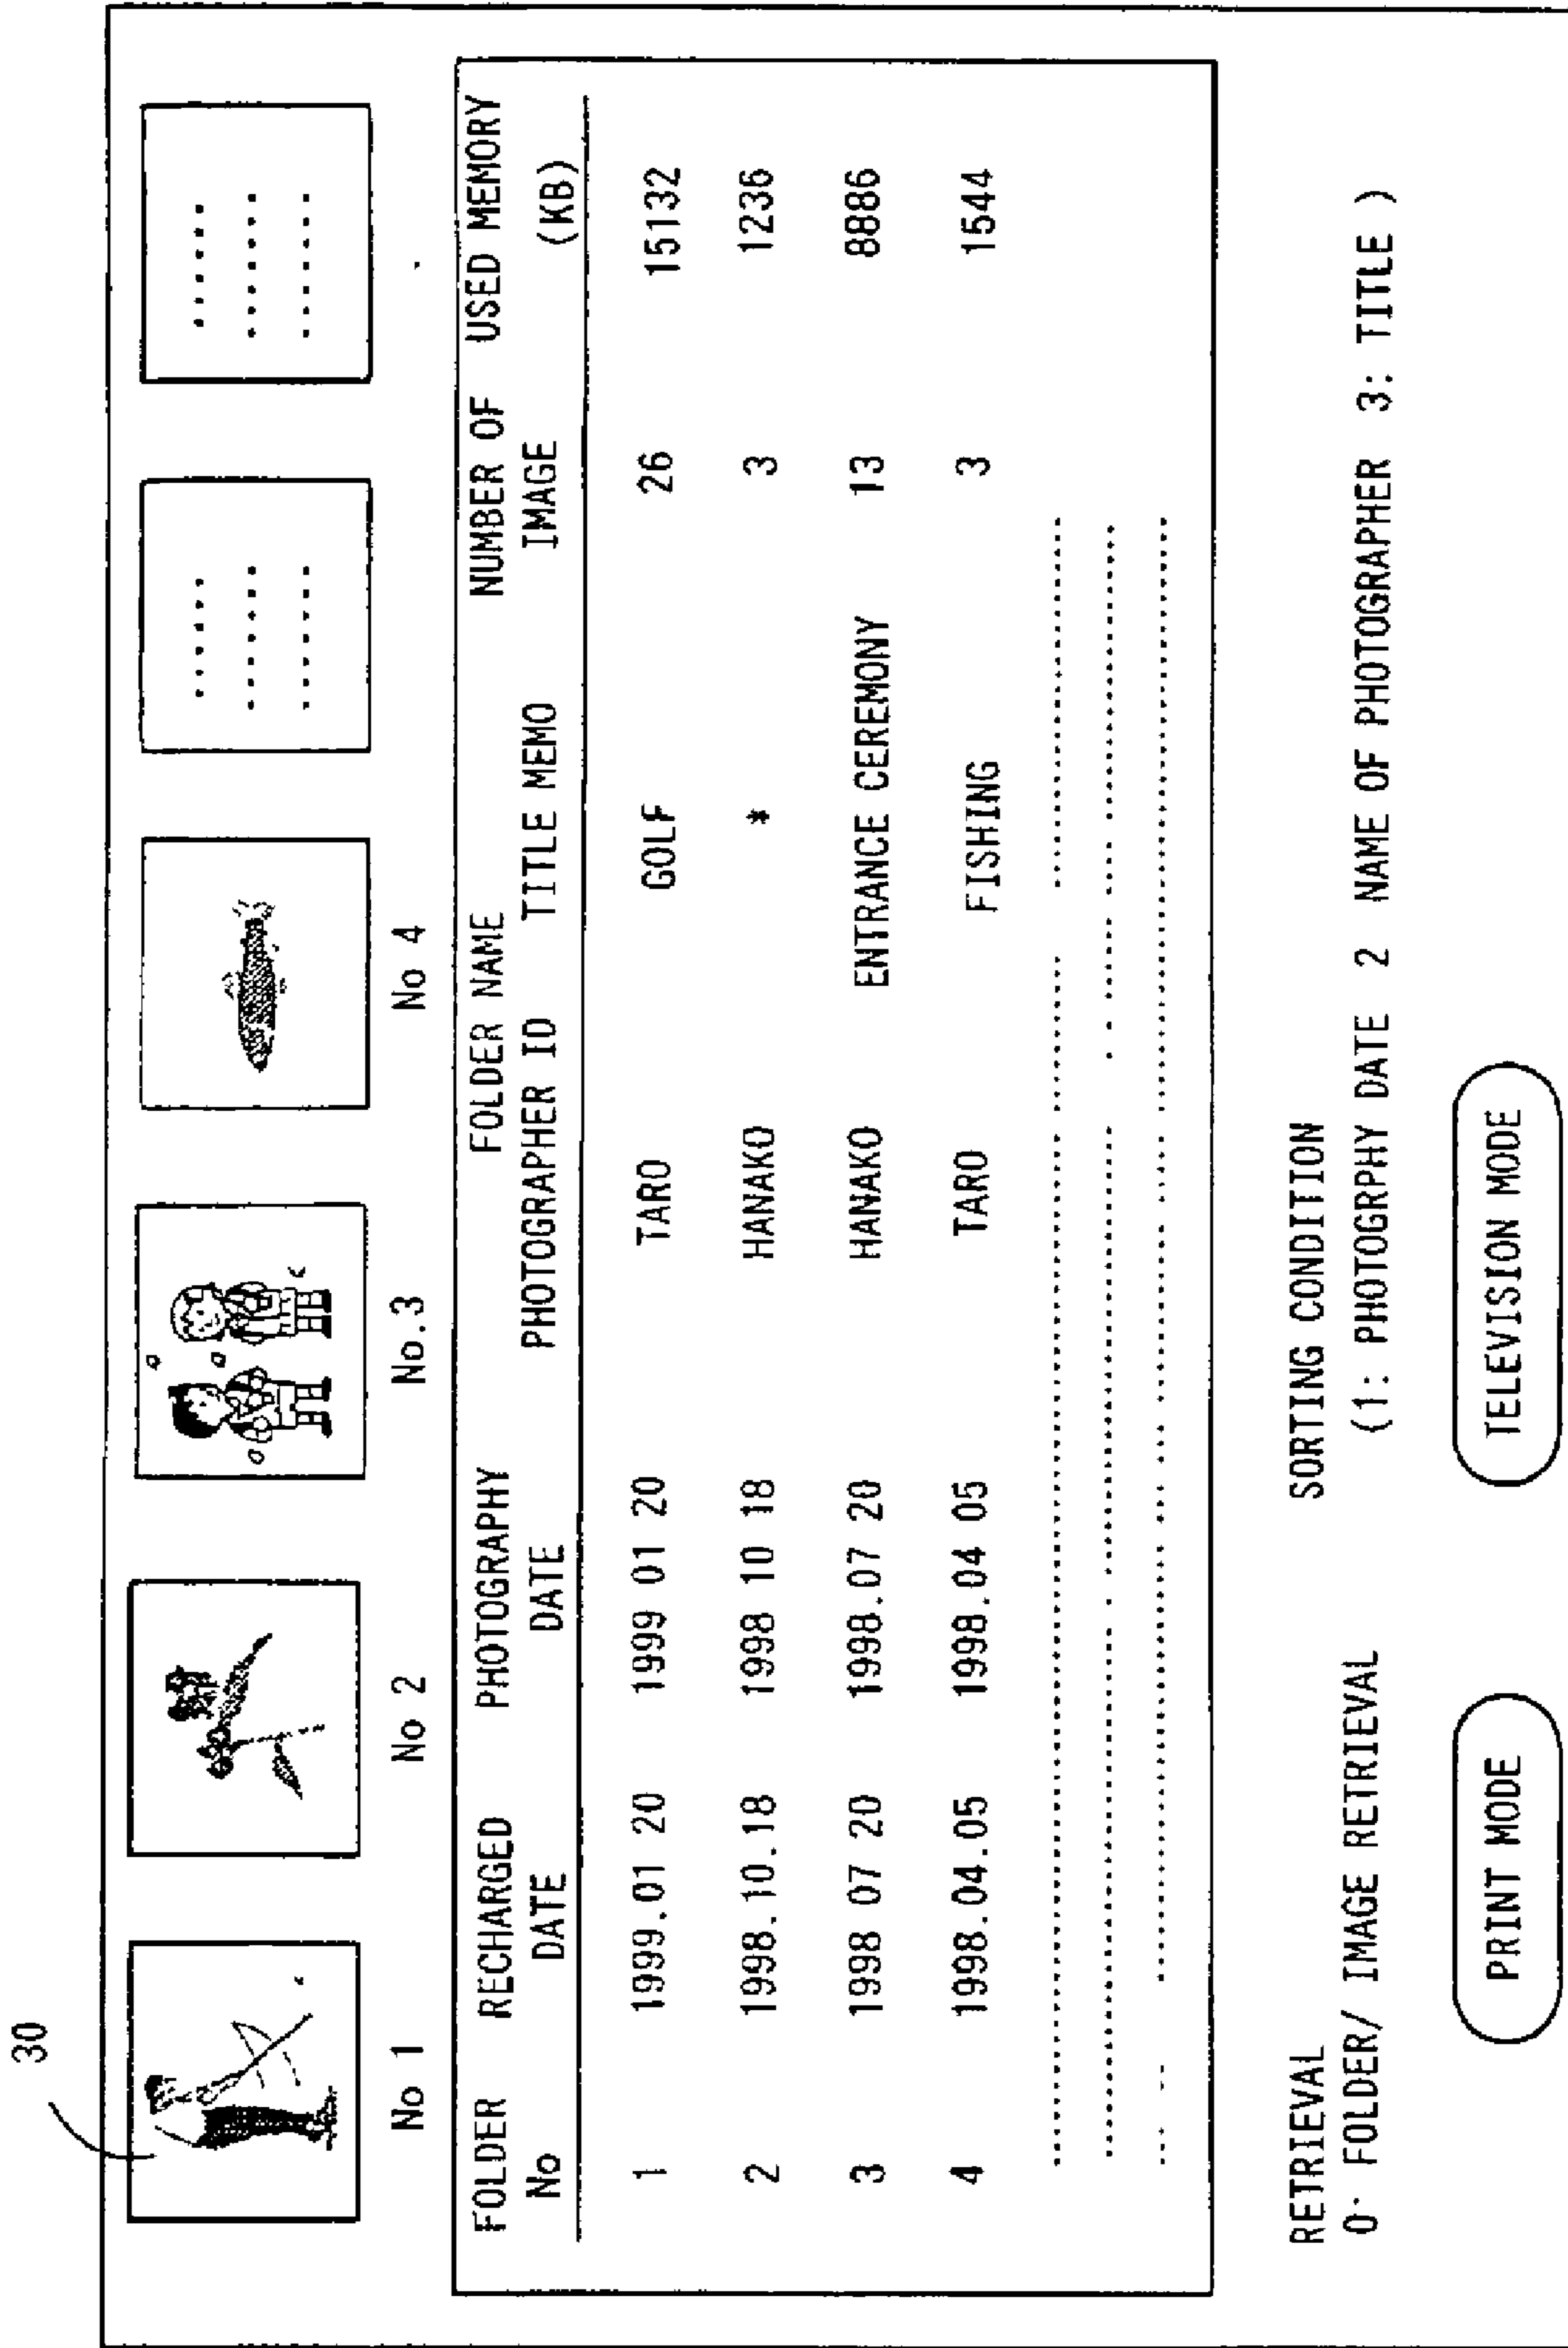 30
No 1 No 2 No.3 No 4
FOLDER RECHARGED PHOTOGRAPHY FOLDER NAME NUMBER OF USED MEMORY
No DATE DATE PHOTOGRAPHER ID TITLE MEMO IMAGE (KB)
1 1999.01 20 1999 01 20 TARO GOLF 26 15132
2 1998.10.18 1998 10 18 HANAKO * 3 1236
3 1998 07 20 1998.07 20 HANAKO ENTRANCE CEREMONY 13 8886
4 1998.04.05 1998.04 05 TARO FISHING 3 1544
RETRIEVAL SORTING CONDITION
0· FOLDER/ IMAGE RETRIEVAL (1: PHOTOGRPHY DATE 2 NAME OF PHOTOGRAPHER 3: TITLE )
PRINT MODE TELEVISION MODE